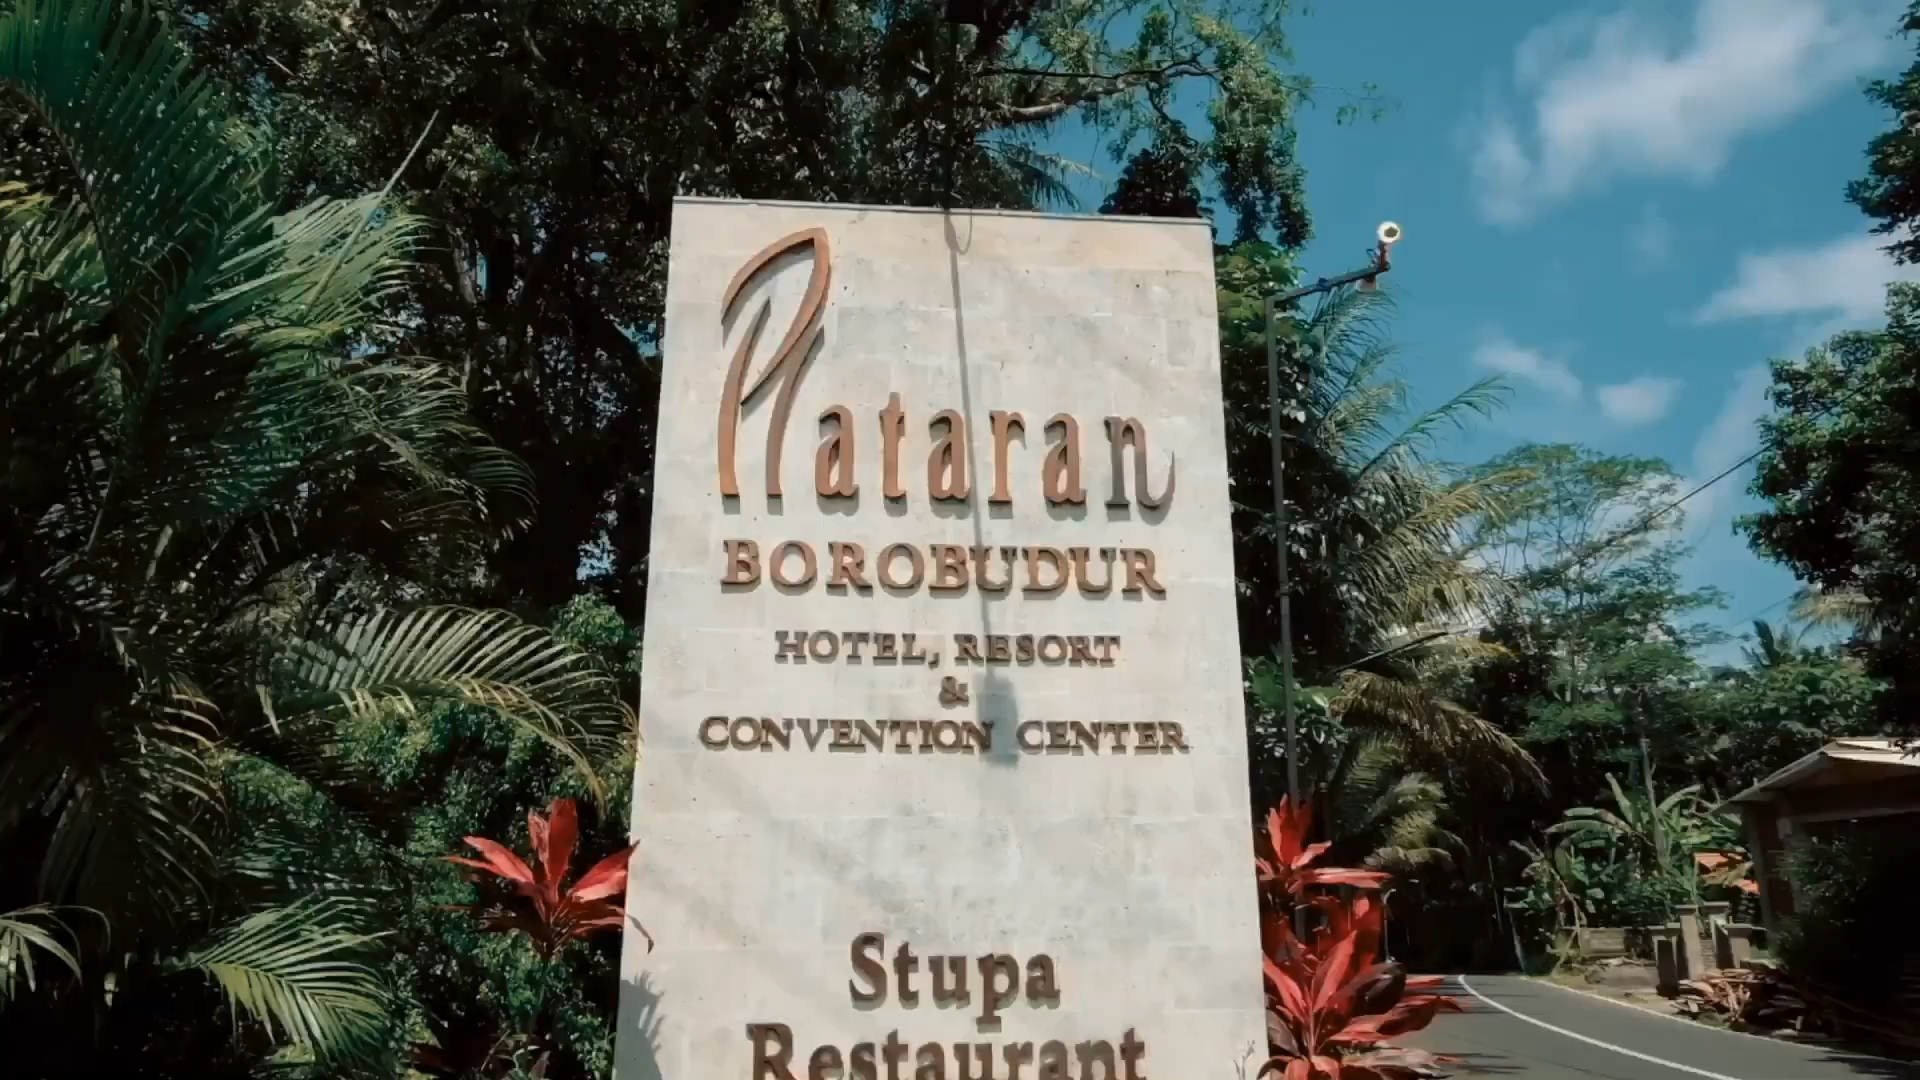 Plataran
BOROBUDUR
HOTEL, RESORT
&
CONVENTION CENTER
Stupa
Restaurant